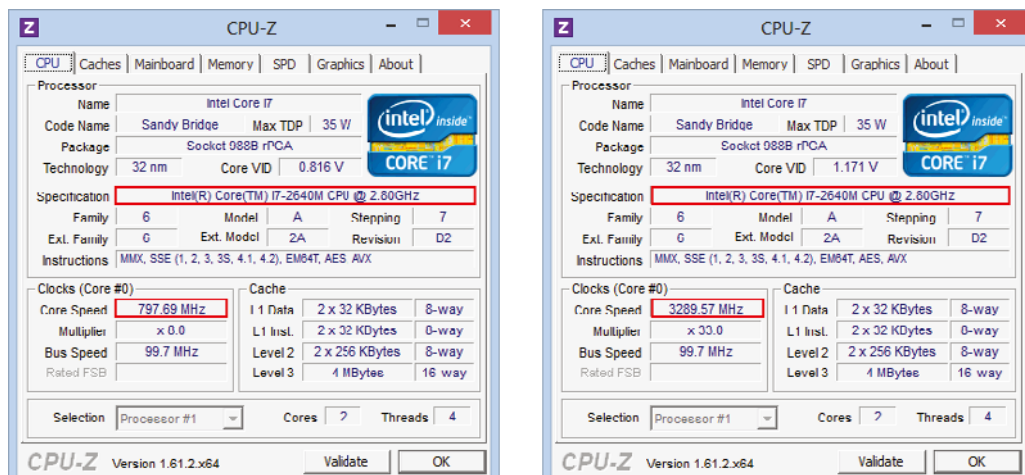 CPU-Z
CPU Caches Mainboard Memory SPD Graphics About
Processor
Name Intel Core i7
Code Name Sandy Bridge Max TDP 35 W
Package Socket 988B rPGA
Technology 32 nm Core VID 0.816 V
intel inside
CORE i7
Specification Intel(R) Core(TM) i7-2640M CPU @ 2.80GHz
Family 6 Model A Stepping 7
Ext. Family 6 Ext. Model 2A Revision D2
Instructions MMX, SSE (1, 2, 3, 3S, 4.1, 4.2), EM64T, AES, AVX
Clocks (Core #0)
Core Speed 797.69 MHz
Multiplier x 8.0
Bus Speed 99.7 MHz
Rated FSB
Cache
L1 Data 2 x 32 KBytes 8-way
L1 Inst. 2 x 32 KBytes 8-way
Level 2 2 x 256 KBytes 8-way
Level 3 4 MBytes 16-way
Selection Processor #1 Cores 2 Threads 4
CPU-Z Version 1.61.2.x64 Validate OK
CPU-Z
CPU Caches Mainboard Memory SPD Graphics About
Processor
Name Intel Core i7
Code Name Sandy Bridge Max TDP 35 W
Package Socket 988B rPGA
Technology 32 nm Core VID 1.171 V
intel inside
CORE i7
Specification Intel(R) Core(TM) i7-2640M CPU @ 2.80GHz
Family 6 Model A Stepping 7
Ext. Family 6 Ext. Model 2A Revision D2
Instructions MMX, SSE (1, 2, 3, 3S, 4.1, 4.2), EM64T, AES, AVX
Clocks (Core #0)
Core Speed 3289.57 MHz
Multiplier x 33.0
Bus Speed 99.7 MHz
Rated FSB
Cache
L1 Data 2 x 32 KBytes 8-way
L1 Inst. 2 x 32 KBytes 8-way
Level 2 2 x 256 KBytes 8-way
Level 3 4 MBytes 16-way
Selection Processor #1 Cores 2 Threads 4
CPU-Z Version 1.61.2.x64 Validate OK